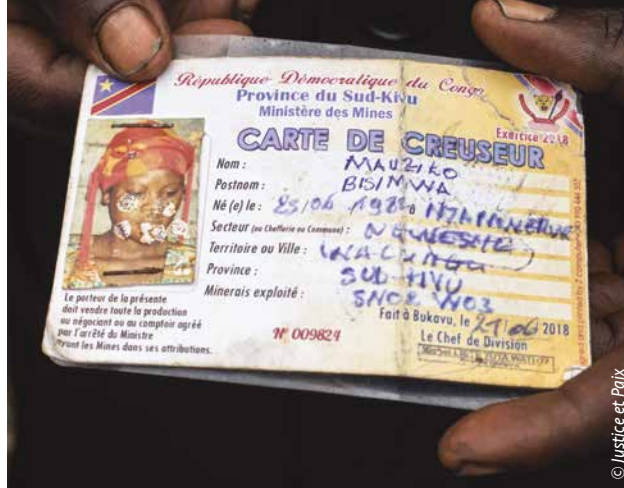 République Démocratique du Congo
Province du Sud-Kivu
Ministère des Mines
Exercice 2018
CARTE DE CREUSEUR
Nom : MAUZIKO
Postnom : BISIMWA
Né (e) le : 25/06 198 à
Secteur (ou Chefferie ou Commune) :
Territoire ou Ville : WALUNGU
Province : SUD-KIVU
Minerais exploité : SNO2 WO3
Fait à Bukavu, le 21/06 2018
Le Chef de Division
Le porteur de la présente
doit vendre toute la production
au négociant ou au comptoir agréé
par l'arrêté du Ministre
ayant les Mines dans ses attributions.
N° 009824
© Justice et Paix